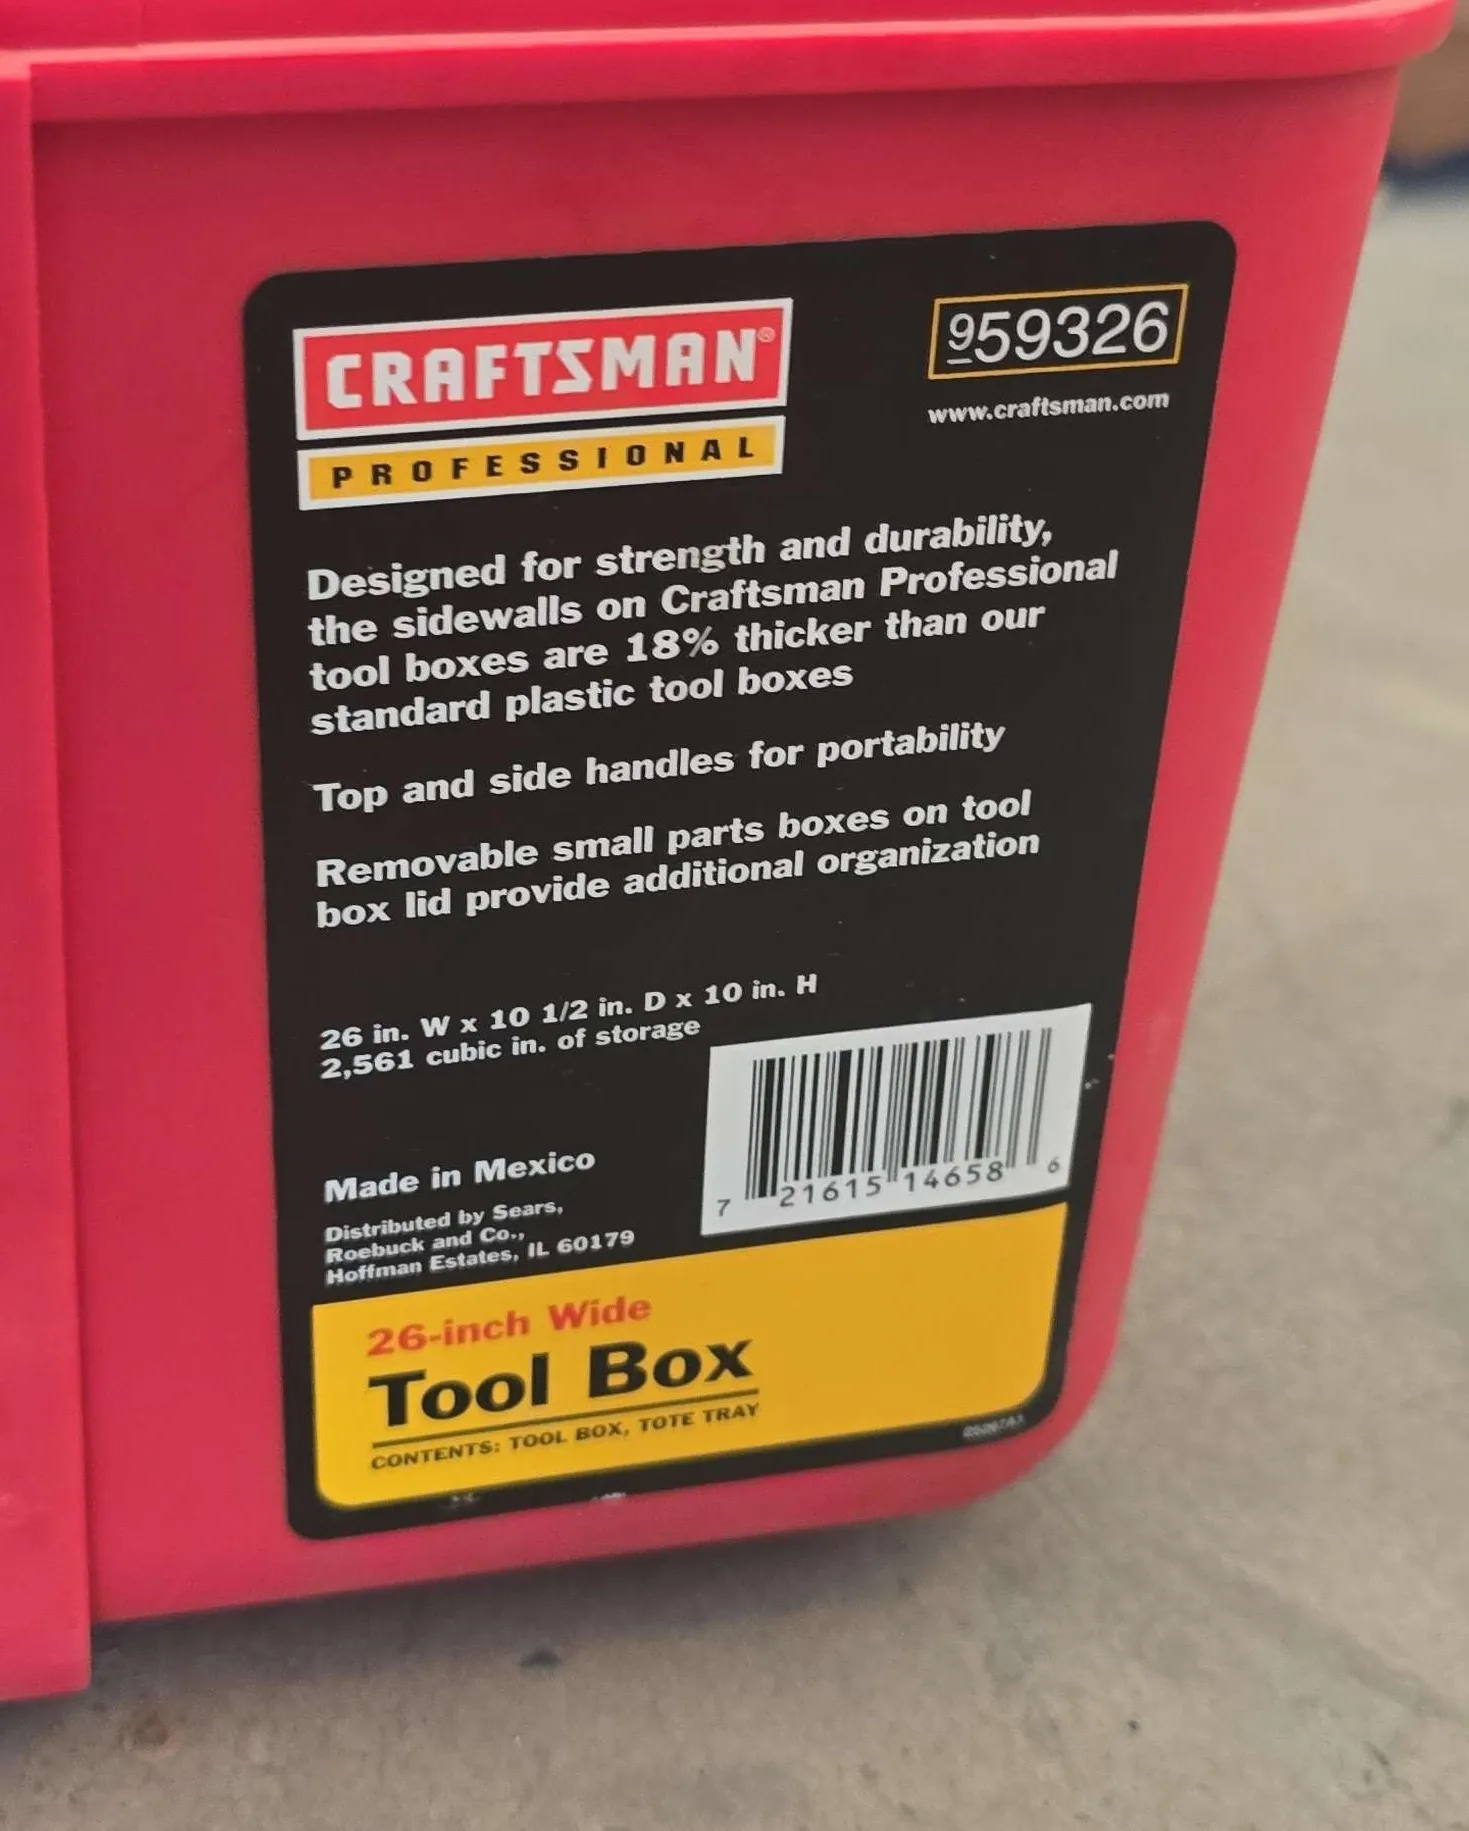 CRAFTSMAN®
PROFESSIONAL
959326
www.craftsman.com
Designed for strength and durability,
the sidewalls on Craftsman Professional
tool boxes are 18% thicker than our
standard plastic tool boxes
Top and side handles for portability
Removable small parts boxes on tool
box lid provide additional organization
26 in. W x 10 1/2 in. D x 10 in. H
2,561 cubic in. of storage
Made in Mexico
Distributed by Sears,
Roebuck and Co.,
Hoffman Estates, IL 60179
7 21615 14658 6
26-inch Wide
Tool Box
CONTENTS: TOOL BOX, TOTE TRAY